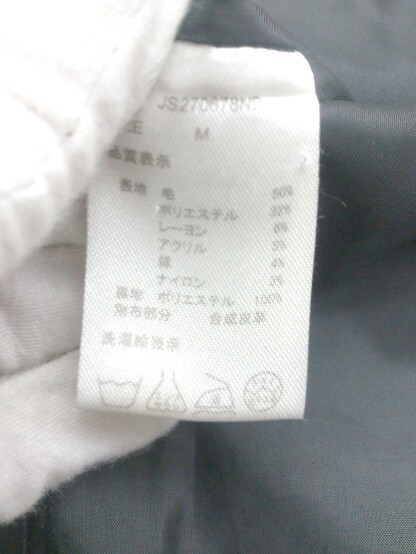 M
品質表示
表地 毛 50%
ポリエステル 32%
レーヨン 6%
アクリル 5%
綿 4%
ナイロン 3%
裏地 ポリエステル 100%
別布部分 合成皮革
洗濯絵表示